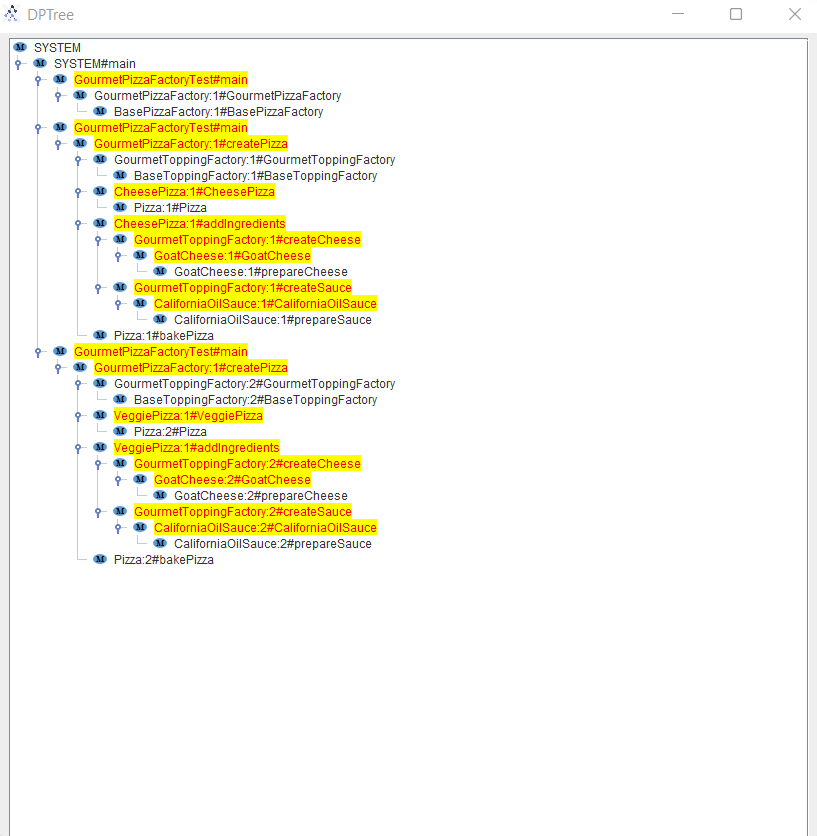 DPTree
SYSTEM
SYSTEM#main
GourmetPizzaFactoryTest#main
GourmetPizzaFactory:1#GourmetPizzaFactory
BasePizzaFactory:1#BasePizzaFactory
GourmetPizzaFactoryTest#main
GourmetPizzaFactory:1#createPizza
GourmetToppingFactory:1#GourmetToppingFactory
BaseToppingFactory:1#BaseToppingFactory
CheesePizza:1#CheesePizza
Pizza:1#Pizza
CheesePizza:1#addIngredients
GourmetToppingFactory:1#createCheese
GoatCheese:1#GoatCheese
GoatCheese:1#prepareCheese
GourmetToppingFactory:1#createSauce
CaliforniaOilSauce:1#CaliforniaOilSauce
CaliforniaOilSauce:1#prepareSauce
Pizza:1#bakePizza
GourmetPizzaFactoryTest#main
GourmetPizzaFactory:1#createPizza
GourmetToppingFactory:2#GourmetToppingFactory
BaseToppingFactory:2#BaseToppingFactory
VeggiePizza:1#VeggiePizza
Pizza:2#Pizza
VeggiePizza:1#addIngredients
GourmetToppingFactory:2#createCheese
GoatCheese:2#GoatCheese
GoatCheese:2#prepareCheese
GourmetToppingFactory:2#createSauce
CaliforniaOilSauce:2#CaliforniaOilSauce
CaliforniaOilSauce:2#prepareSauce
Pizza:2#bakePizza